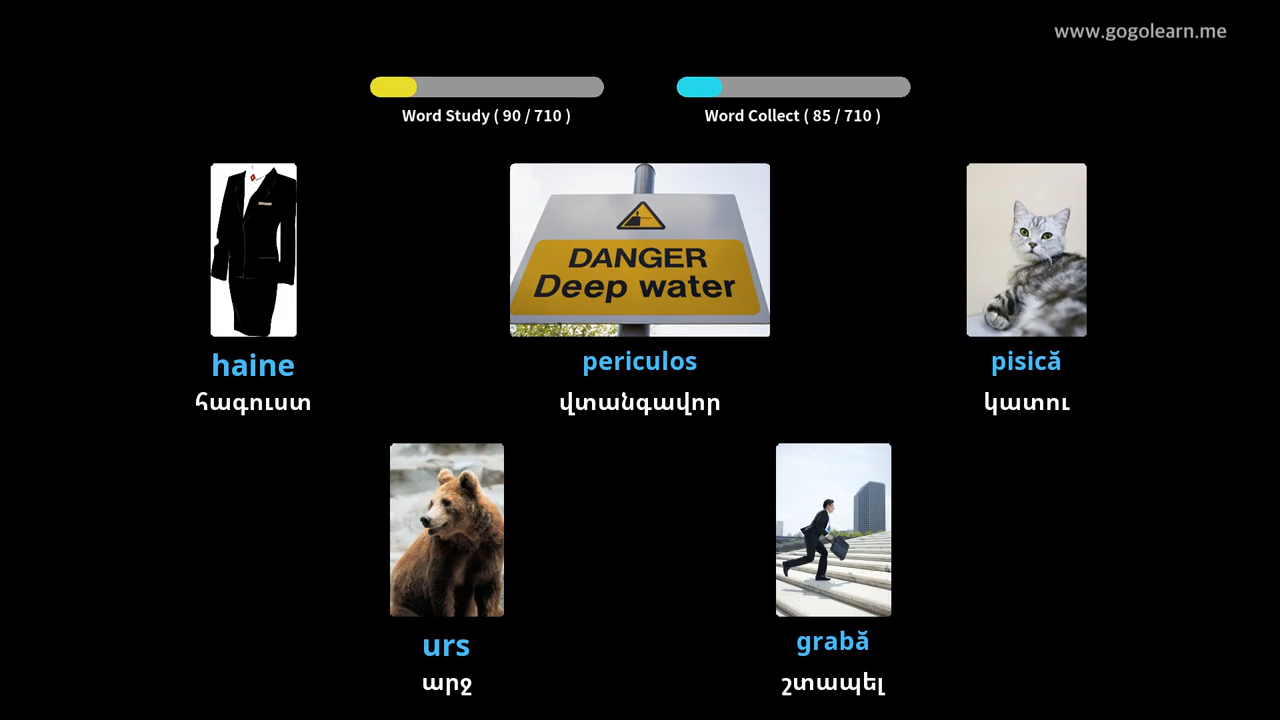 www.gogolearn.me
Word Study ( 90 / 710 )
Word Collect ( 85 / 710 )
DANGER
Deep water
haine
հագուստ
periculos
վտանգավոր
pisică
կատու
urs
արջ
grabă
շտապել